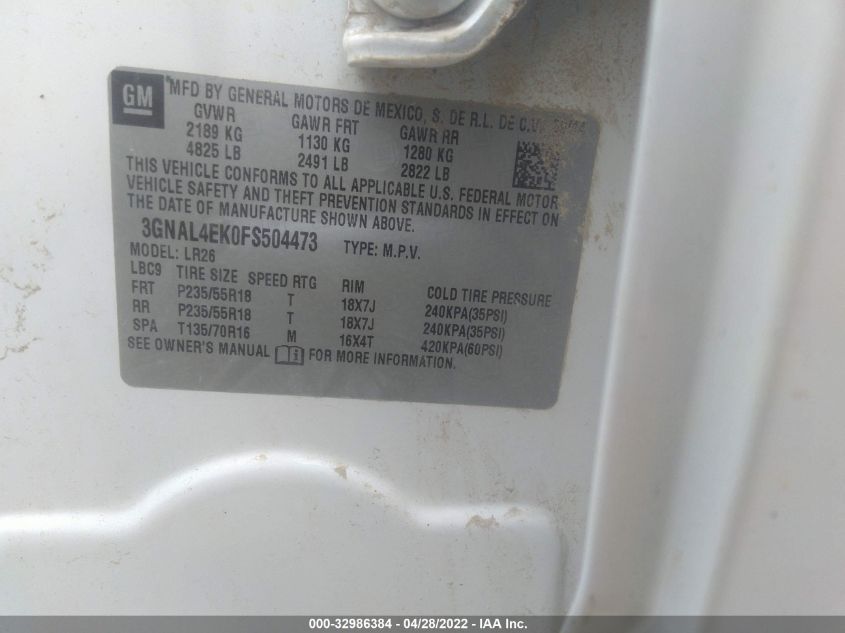 GM
MFD BY GENERAL MOTORS DE MEXICO, S. DE R.L. DE C.V.
GVWR GAWR FRT GAWR RR
2189 KG 1130 KG 1280 KG
4825 LB 2491 LB 2822 LB
THIS VEHICLE CONFORMS TO ALL APPLICABLE U.S. FEDERAL MOTOR
VEHICLE SAFETY AND THEFT PREVENTION STANDARDS IN EFFECT ON
THE DATE OF MANUFACTURE SHOWN ABOVE.
3GNAL4EK0FS504473 TYPE: M.P.V.
MODEL: LR26
LBC9 TIRE SIZE SPEED RTG RIM COLD TIRE PRESSURE
FRT P235/55R18 T 18X7J 240KPA(35PSI)
RR P235/55R18 T 18X7J 240KPA(35PSI)
SPA T135/70R16 M 16X4T 420KPA(60PSI)
SEE OWNER'S MANUAL FOR MORE INFORMATION.
000-32986384 - 04/28/2022 - IAA Inc.